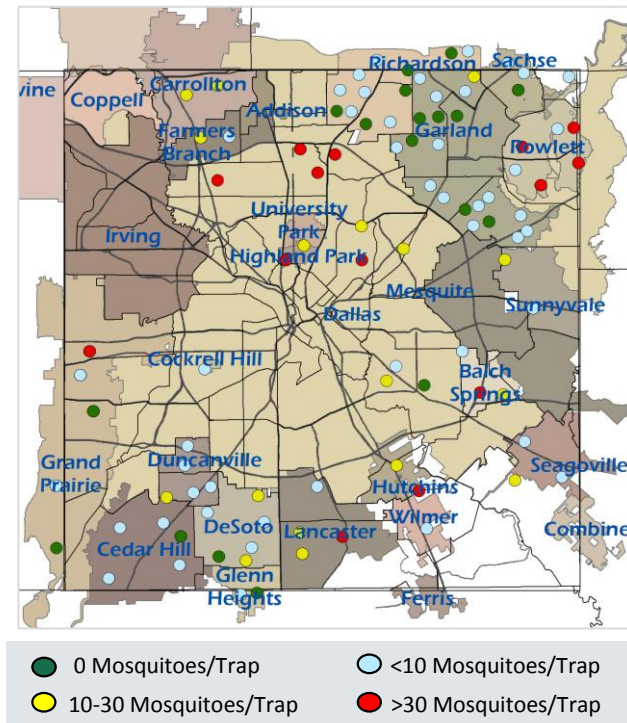 Richardson
Sachse
vine
Carrollton
Coppell
Addison
Garland
Farmers
Branch
Rowlett
University
Park
Irving
Highland Park
Mesquite
Sunnyvale
Dallas
Cockrell Hill
Balch
Springs
Duncanville
Grand
Prairie
Seagoville
Hutchins
DeSoto
Lancaster
Wilmer
Combine
Cedar Hill
Glenn
Heights
Ferris
0 Mosquitoes/Trap
<10 Mosquitoes/Trap
10-30 Mosquitoes/Trap
>30 Mosquitoes/Trap